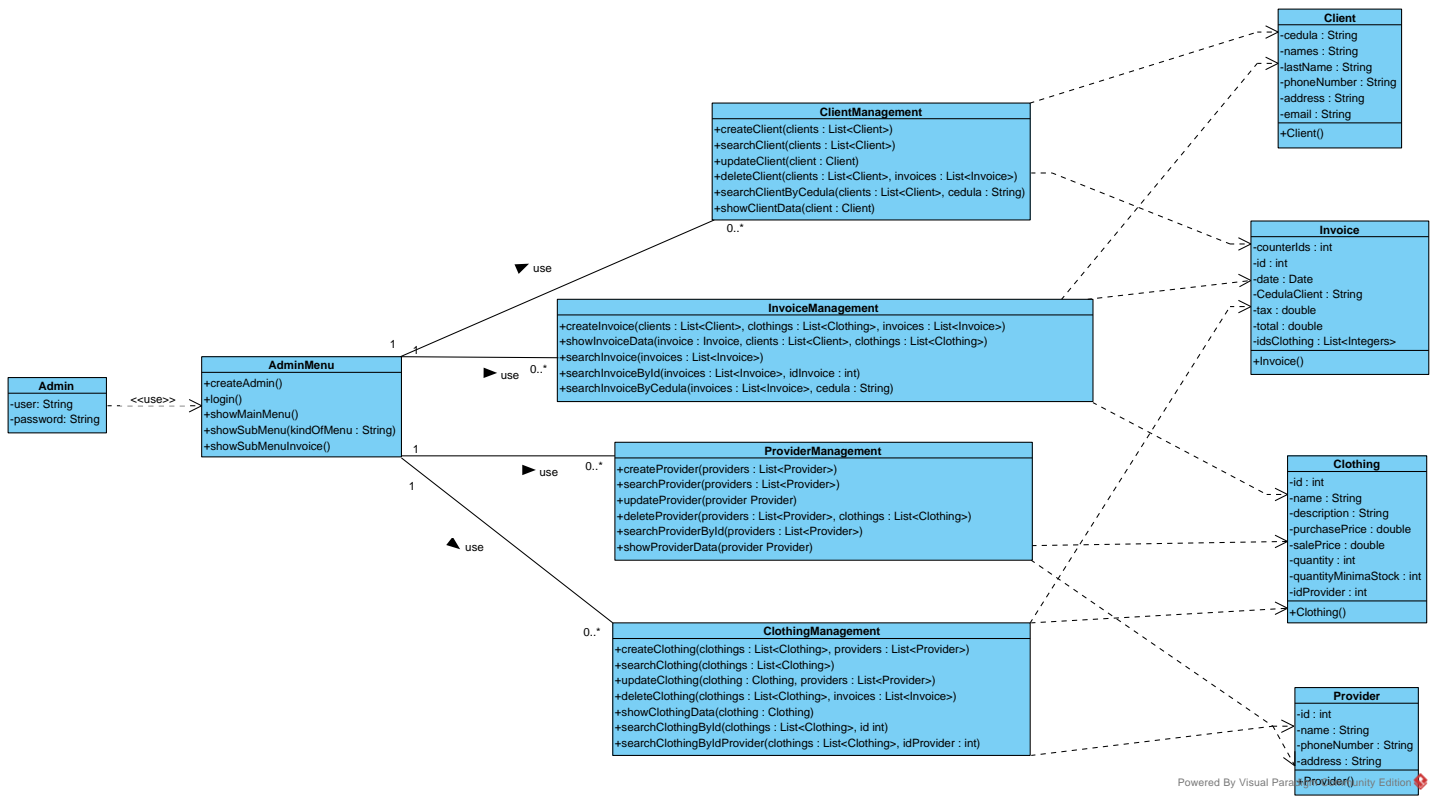 Client
-cedula : String
-names : String
-lastName : String
-phoneNumber : String
-address : String
-email : String
+Client()
ClientManagement
+createClient(clients : List<Client>)
+searchClient(clients : List<Client>)
+updateClient(client : Client)
+deleteClient(clients : List<Client>, invoices : List<Invoice>)
+searchClientByCedula(clients : List<Client>, cedula : String)
+showClientData(client : Client)
0..*
use
Invoice
-counterIds : int
-id : int
-date : Date
-CedulaClient : String
-tax : double
-total : double
-idsClothing : List<Integers>
+Invoice()
InvoiceManagement
+createInvoice(clients : List<Client>, clothings : List<Clothing>, invoices : List<Invoice>)
+showInvoiceData(invoice : Invoice, clients : List<Client>, clothings : List<Clothing>)
+searchInvoice(invoices : List<Invoice>)
+searchInvoiceById(invoices : List<Invoice>, idInvoice : int)
+searchInvoiceByCedula(invoices : List<Invoice>, cedula : String)
1
1
use
0..*
Admin
-user: String
-password: String
<<use>>
AdminMenu
+createAdmin()
+login()
+showMainMenu()
+showSubMenu(kindOfMenu : String)
+showSubMenuInvoice()
1
use
0..*
ProviderManagement
+createProvider(providers : List<Provider>)
+searchProvider(providers : List<Provider>)
+updateProvider(provider Provider)
+deleteProvider(providers : List<Provider>, clothings : List<Clothing>)
+searchProviderById(providers : List<Provider>)
+showProviderData(provider Provider)
Clothing
-id : int
-name : String
-description : String
-purchasePrice : double
-salePrice : double
-quantity : int
-quantityMinimaStock : int
-idProvider : int
+Clothing()
1
use
0..*
ClothingManagement
+createClothing(clothings : List<Clothing>, providers : List<Provider>)
+searchClothing(clothings : List<Clothing>)
+updateClothing(clothing : Clothing, providers : List<Provider>)
+deleteClothing(clothings : List<Clothing>, invoices : List<Invoice>)
+showClothingData(clothing : Clothing)
+searchClothingById(clothings : List<Clothing>, id int)
+searchClothingByIdProvider(clothings : List<Clothing>, idProvider : int)
Provider
-id : int
-name : String
-phoneNumber : String
-address : String
+Provider()
Powered By Visual Paradigm Community Edition